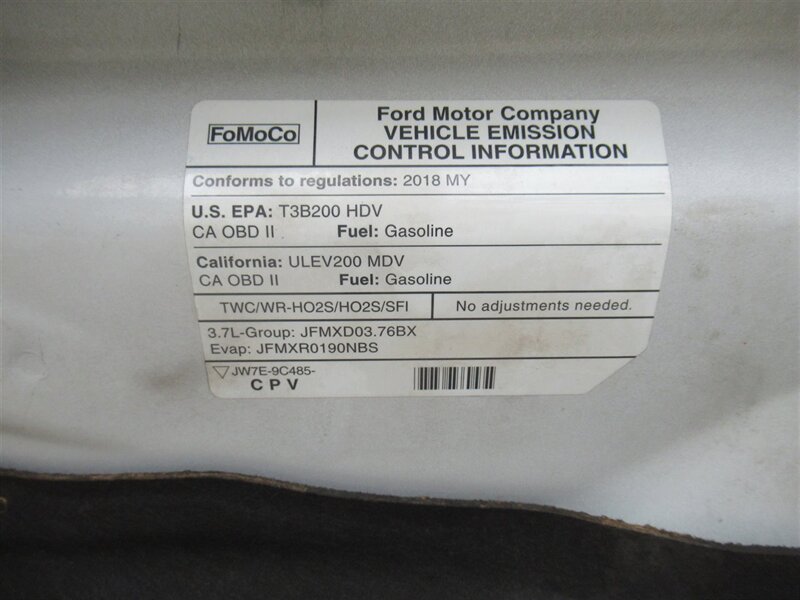 FoMoCo
Ford Motor Company
VEHICLE EMISSION
CONTROL INFORMATION
Conforms to regulations: 2018 MY
U.S. EPA: T3B200 HDV
CA OBD II Fuel: Gasoline
California: ULEV200 MDV
CA OBD II Fuel: Gasoline
TWC/WR-HO2S/HO2S/SFI No adjustments needed.
3.7L-Group: JFMXD03.76BX
Evap: JFMXR0190NBS
JW7E-9C485-
CPV